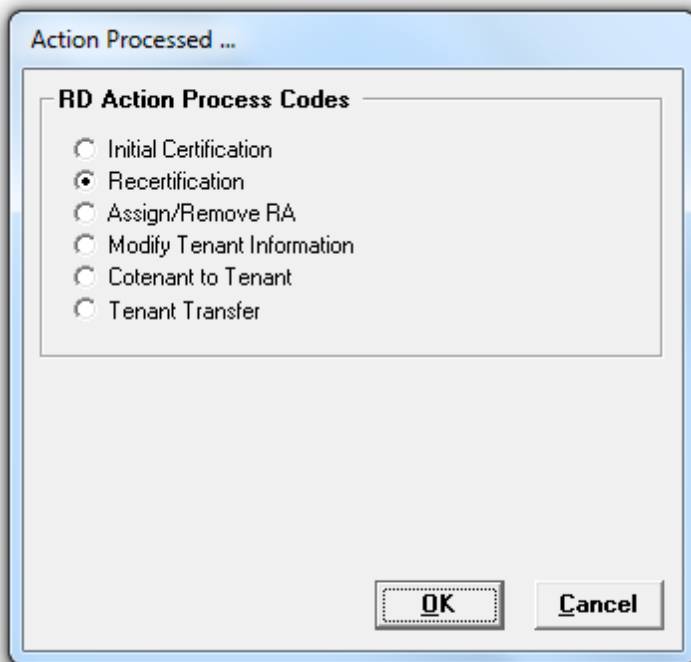 Action Processed ...
RD Action Process Codes
Initial Certification
Recertification
Assign/Remove RA
Modify Tenant Information
Cotenant to Tenant
Tenant Transfer
OK Cancel